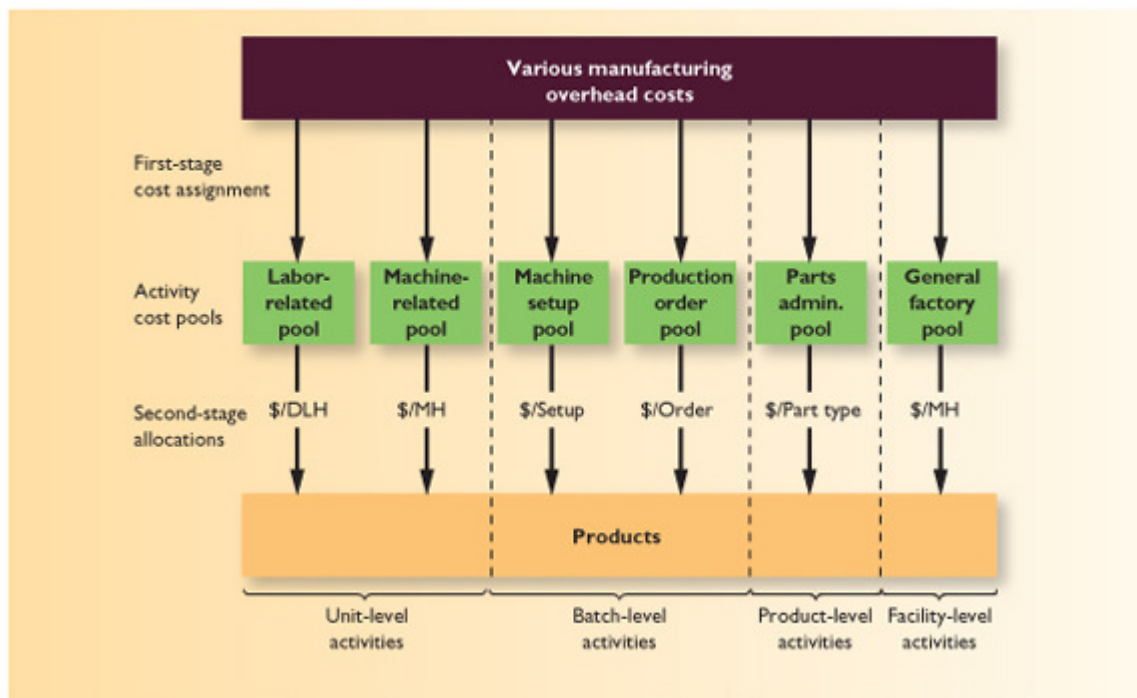 Various manufacturing
overhead costs
First-stage
cost assignment
Activity
cost pools
Labor-
related
pool
Machine-
related
pool
Machine
setup
pool
Production
order
pool
Parts
admin.
pool
General
factory
pool
Second-stage
allocations
$/DLH
$/MH
$/Setup
$/Order
$/Part type
$/MH
Products
Unit-level
activities
Batch-level
activities
Product-level
activities
Facility-level
activities